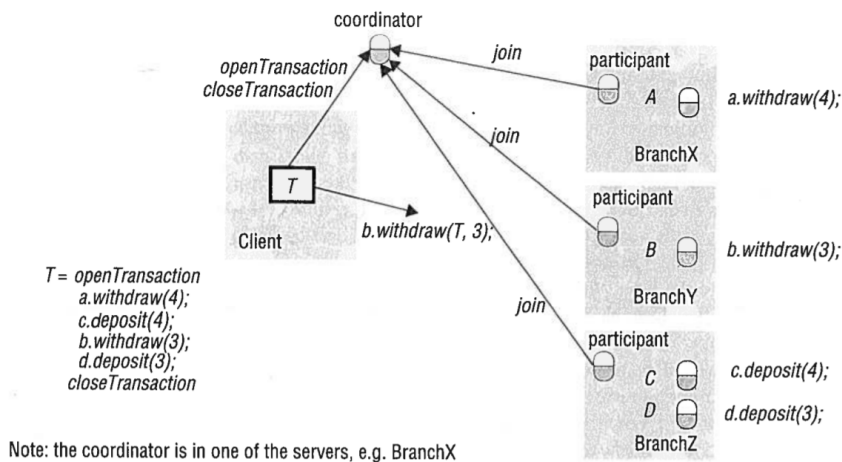 coordinator
join
openTransaction
closeTransaction
participant
A
a.withdraw(4);
BranchX
join
T
participant
b.withdraw(T, 3);
Client
B
b.withdraw(3);
BranchY
T = openTransaction
a.withdraw(4);
c.deposit(4);
b.withdraw(3);
d.deposit(3);
closeTransaction
join
participant
C
c.deposit(4);
D
d.deposit(3);
BranchZ
Note: the coordinator is in one of the servers, e.g. BranchX